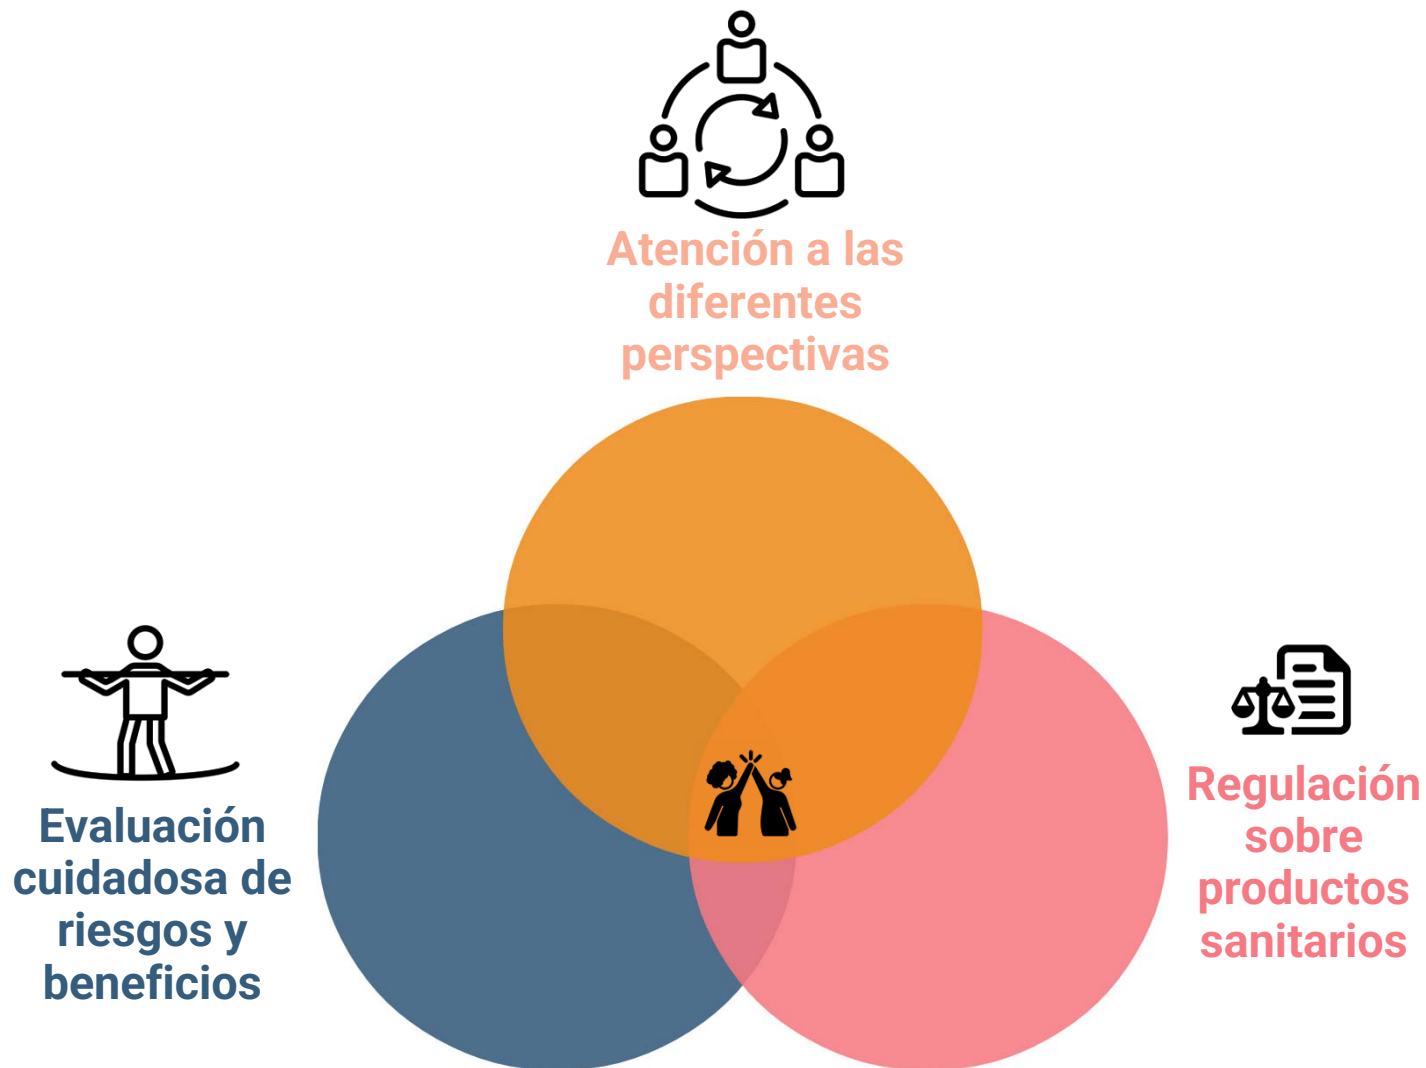 Atención a las
diferentes
perspectivas
Evaluación
cuidadosa de
riesgos y
beneficios
Regulación
sobre
productos
sanitarios